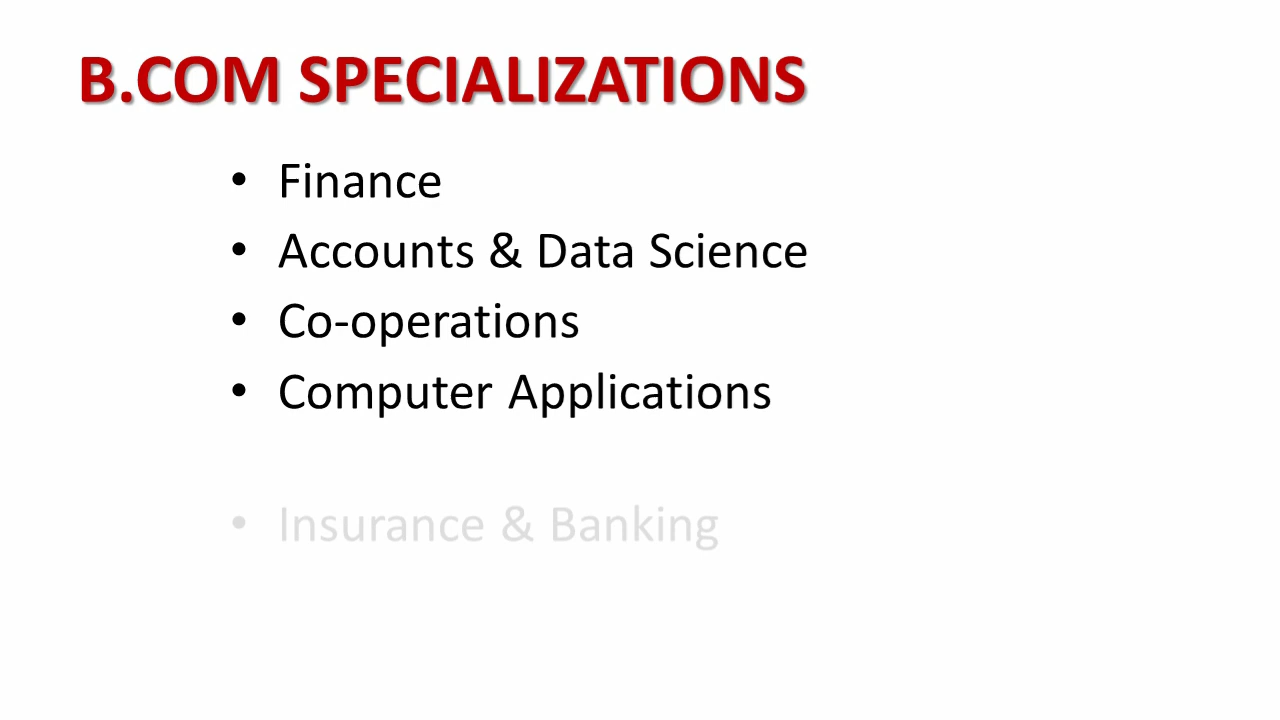 B.COM SPECIALIZATIONS
• Finance
• Accounts & Data Science
• Co-operations
• Computer Applications
• Insurance & Banking